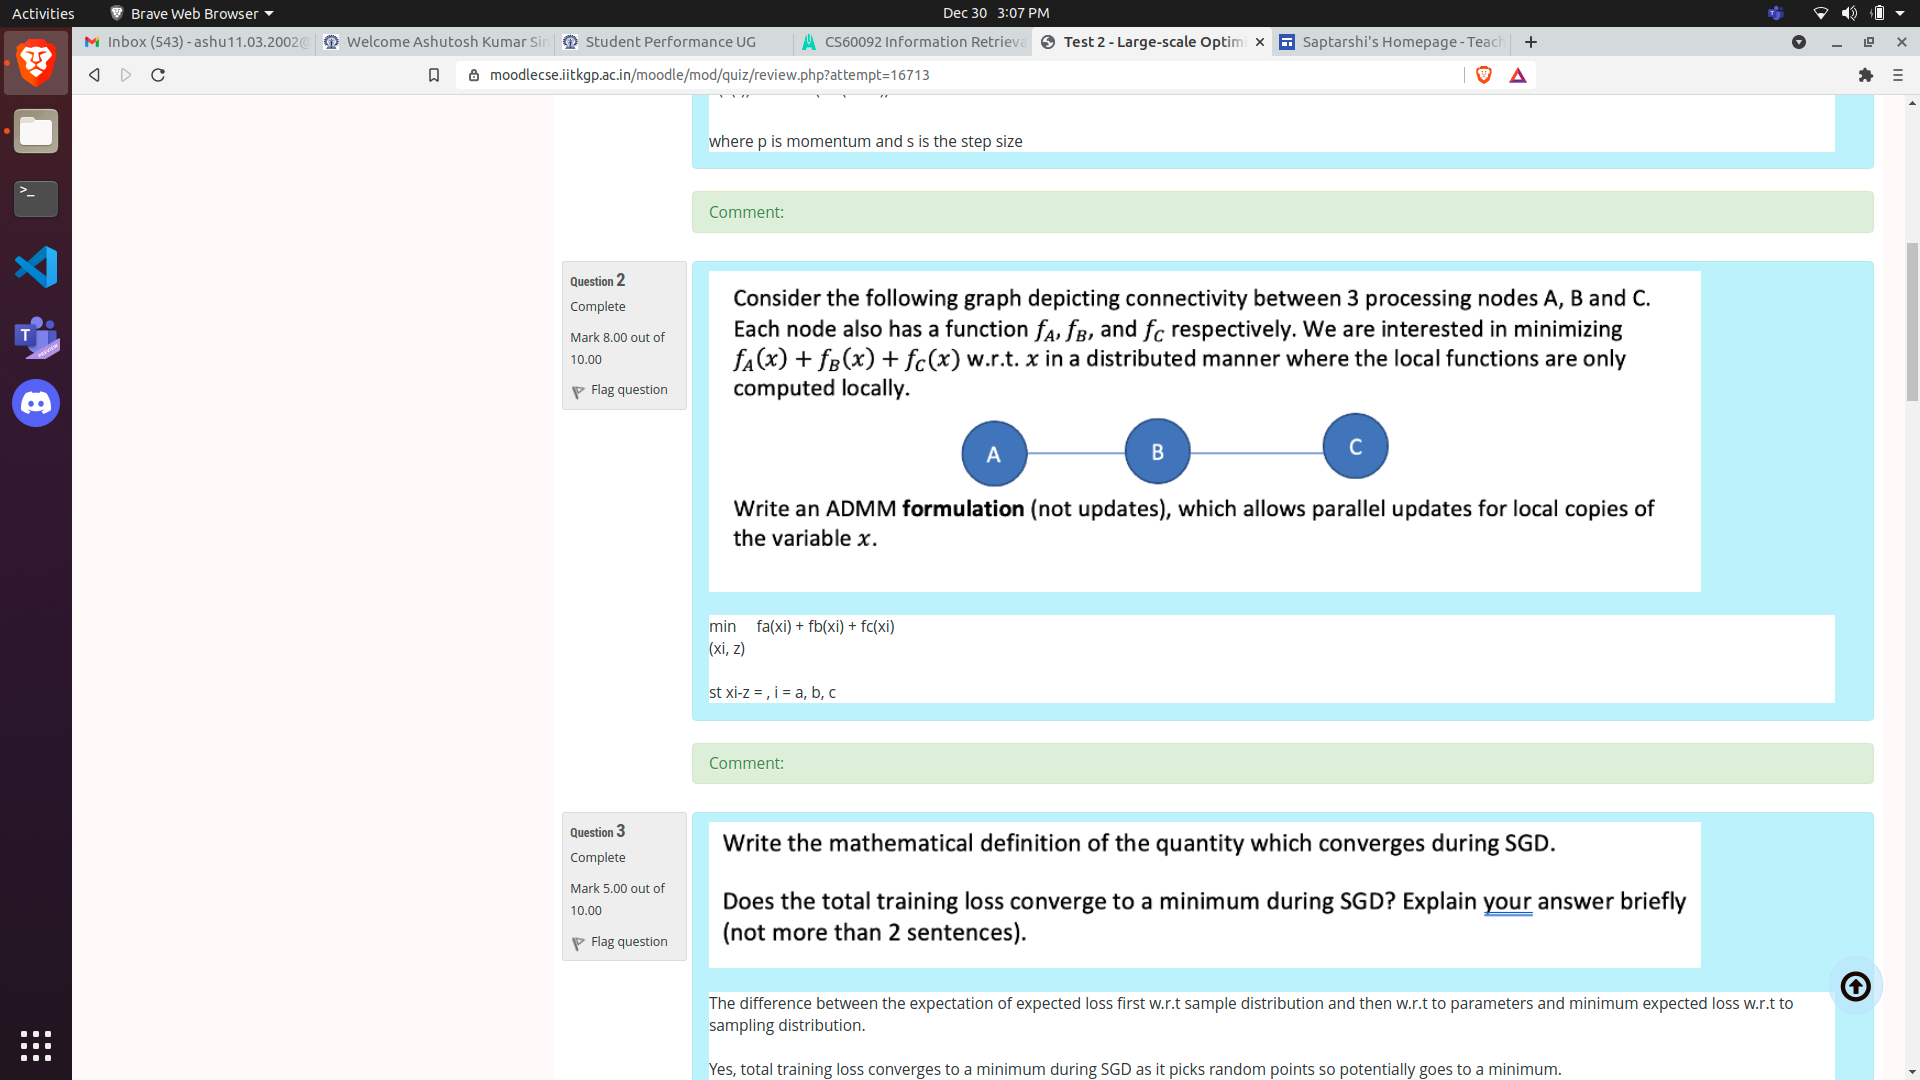 Activities
Brave Web Browser
Dec 30 3:07 PM
Inbox (543) - ashu11.03.2002@
Welcome Ashutosh Kumar Sin
Student Performance UG
CS60092 Information Retrieva
Test 2 - Large-scale Optim
Saptarshi's Homepage - Teach
moodlecse.iitkgp.ac.in/moodle/mod/quiz/review.php?attempt=16713
where p is momentum and s is the step size
Comment:
Question 2
Complete
Mark 8.00 out of
10.00
Flag question
Consider the following graph depicting connectivity between 3 processing nodes A, B and C.
Each node also has a function f_A, f_B, and f_C respectively. We are interested in minimizing
f_A(x) + f_B(x) + f_C(x) w.r.t. x in a distributed manner where the local functions are only
computed locally.
A
B
C
Write an ADMM formulation (not updates), which allows parallel updates for local copies of
the variable x.
min fa(xi) + fb(xi) + fc(xi)
(xi, z)
st xi-z = , i = a, b, c
Comment:
Question 3
Complete
Mark 5.00 out of
10.00
Flag question
Write the mathematical definition of the quantity which converges during SGD.
Does the total training loss converge to a minimum during SGD? Explain your answer briefly
(not more than 2 sentences).
The difference between the expectation of expected loss first w.r.t sample distribution and then w.r.t to parameters and minimum expected loss w.r.t to
sampling distribution.
Yes, total training loss converges to a minimum during SGD as it picks random points so potentially goes to a minimum.